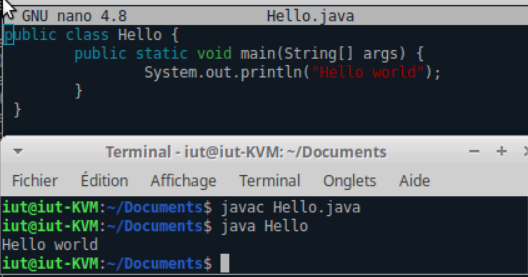 GNU nano 4.8 Hello.java
public class Hello {
public static void main(String[] args) {
System.out.println("Hello world");
}
}
Terminal - iut@iut-KVM: ~/Documents
Fichier Édition Affichage Terminal Onglets Aide
iut@iut-KVM:~/Documents$ javac Hello.java
iut@iut-KVM:~/Documents$ java Hello
Hello world
iut@iut-KVM:~/Documents$